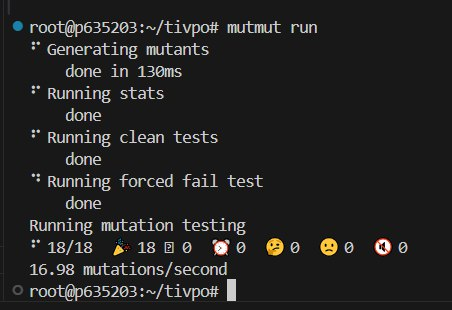 root@p635203:~/tivpo# mutmut run
⠋ Generating mutants
    done in 130ms
⠋ Running stats
    done
⠋ Running clean tests
    done
⠙ Running forced fail test
    done
Running mutation testing
⠋ 18/18  🎉 18 🫥 0  ⏰ 0  🤔 0  🙁 0  🔇 0
16.98 mutations/second
root@p635203:~/tivpo#